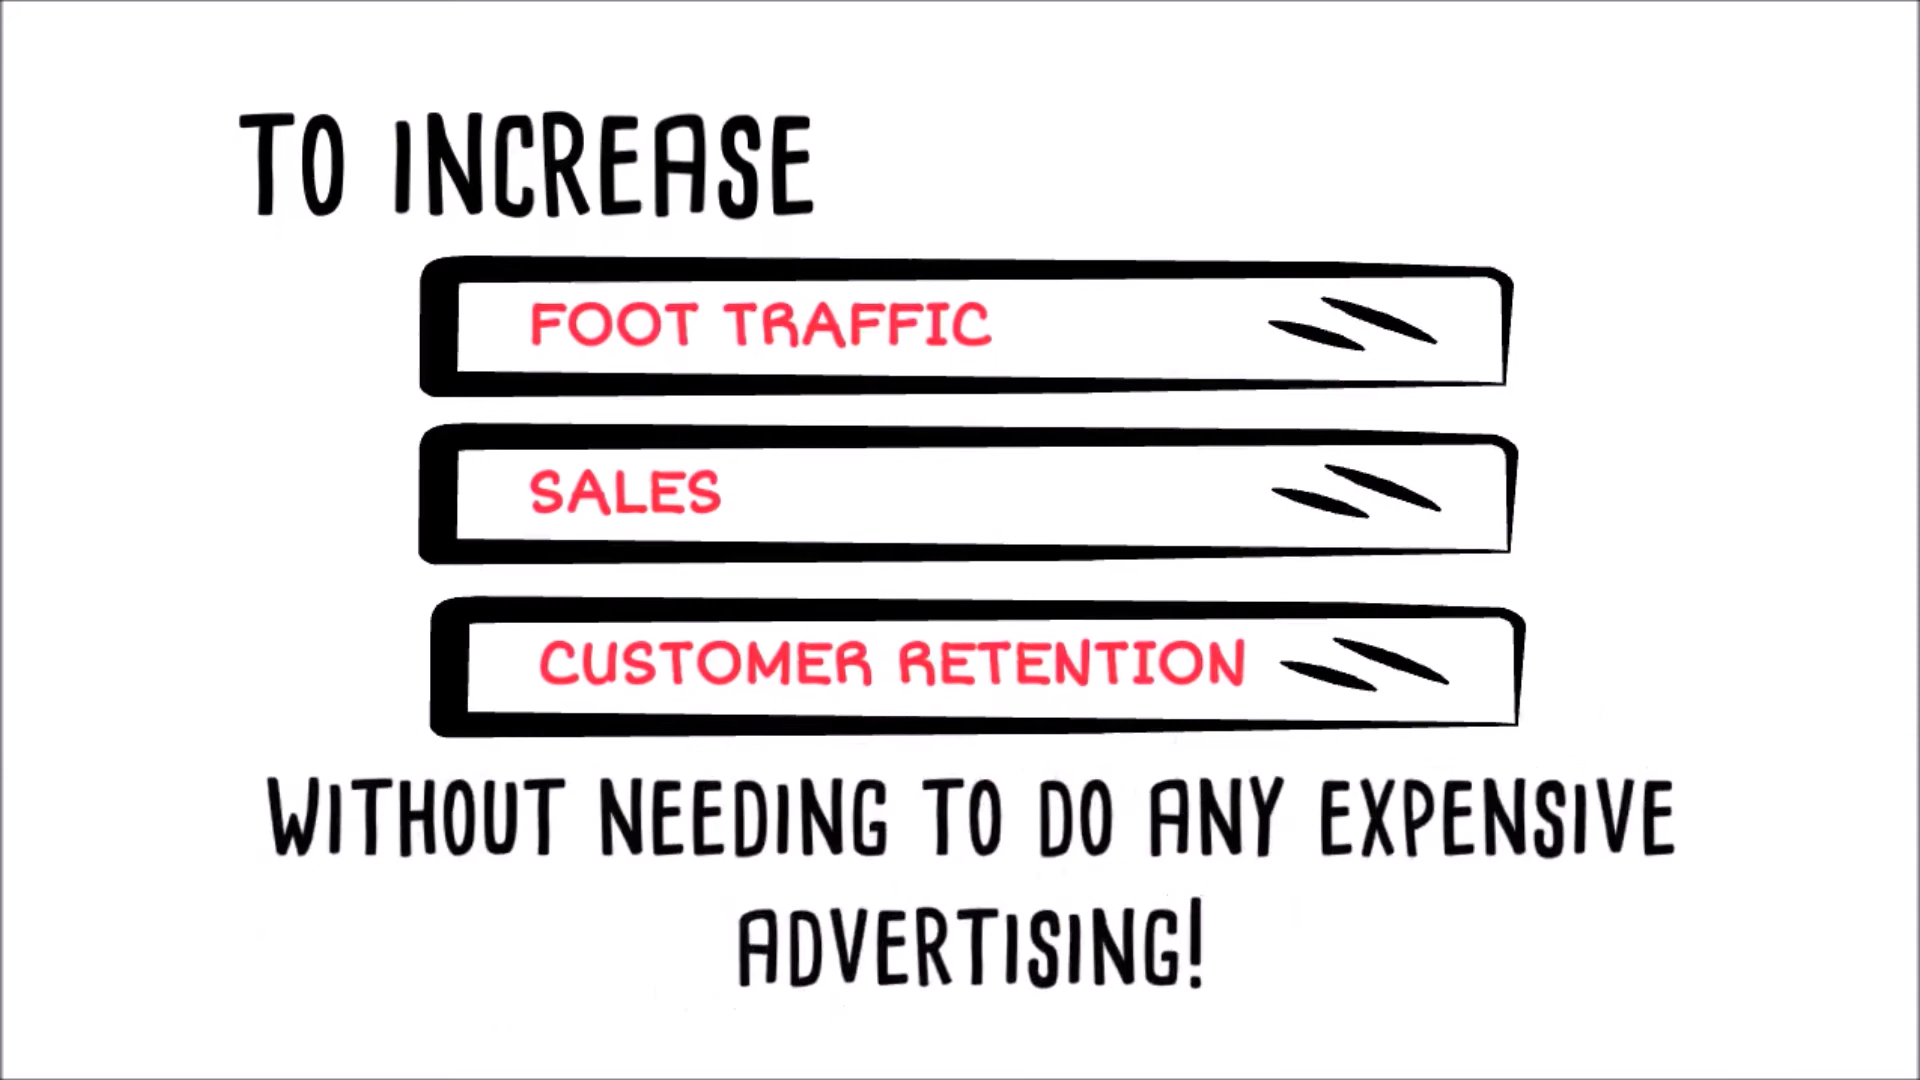 TO INCREASE
FOOT TRAFFIC
SALES
CUSTOMER RETENTION
WITHOUT NEEDING TO DO ANY EXPENSIVE
ADVERTISING!